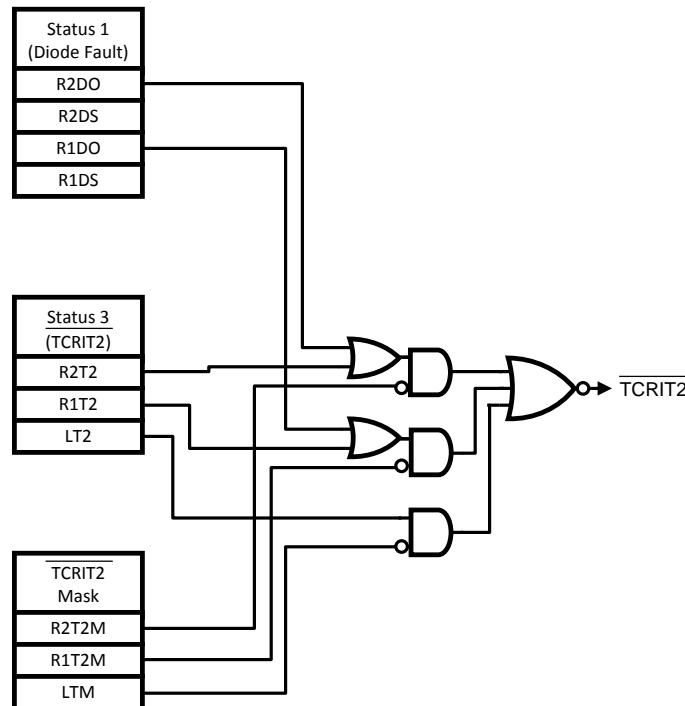 Status 1
(Diode Fault)
R2DO
R2DS
R1DO
R1DS
Status 3
(TCRIT2)
R2T2
R1T2
LT2
TCRIT2
Mask
R2T2M
R1T2M
LTM
TCRIT2